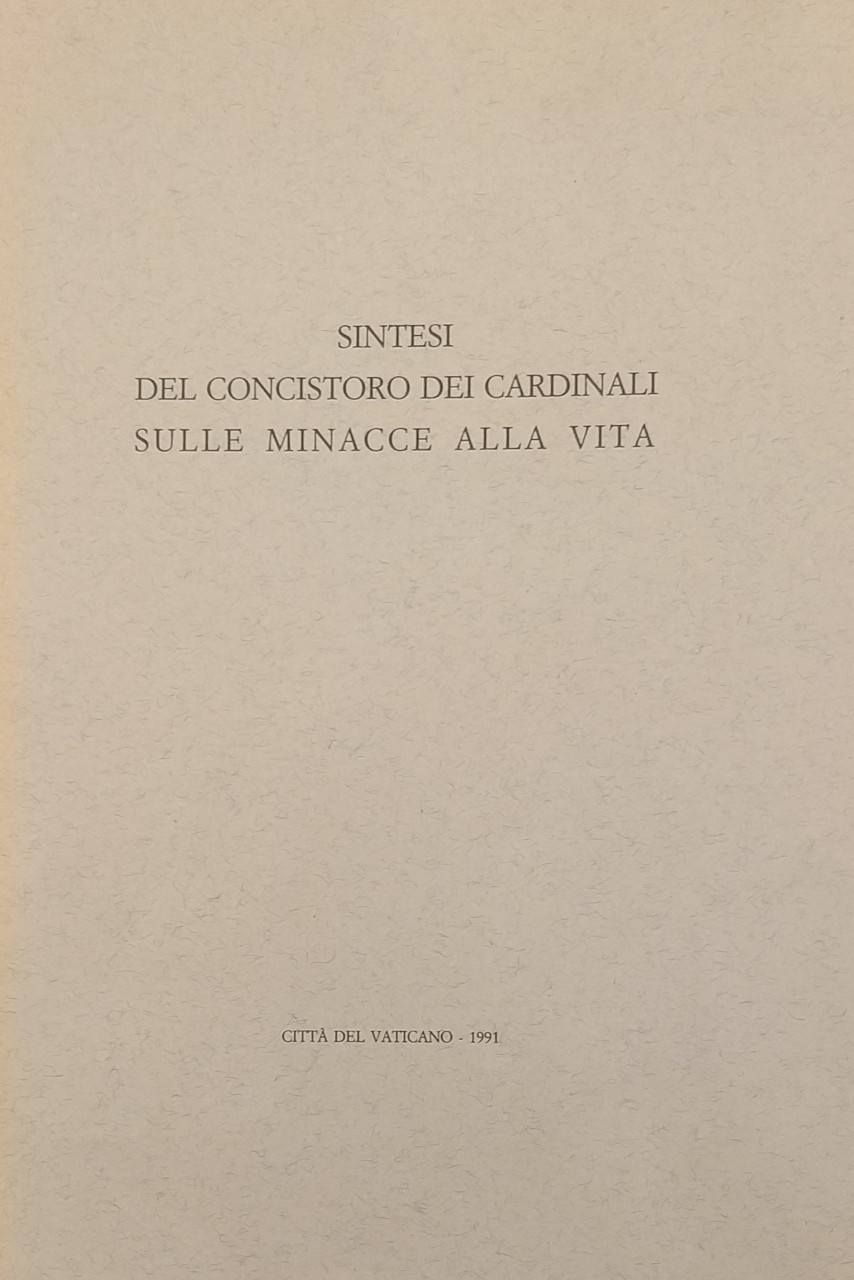 SINTESI
DEL CONCISTORO DEI CARDINALI
SULLE MINACCE ALLA VITA
CITTÀ DEL VATICANO - 1991